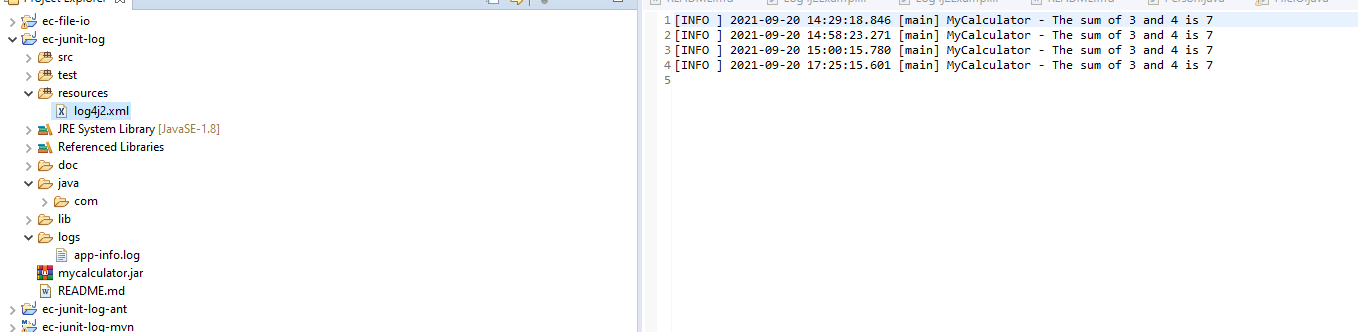 Project Explorer
ec-file-io
ec-junit-log
src
test
resources
log4j2.xml
JRE System Library [JavaSE-1.8]
Referenced Libraries
doc
java
com
lib
logs
app-info.log
mycalculator.jar
README.md
ec-junit-log-ant
ec-junit-log-mvn
1 [INFO ] 2021-09-20 14:29:18.846 [main] MyCalculator - The sum of 3 and 4 is 7
2 [INFO ] 2021-09-20 14:58:23.271 [main] MyCalculator - The sum of 3 and 4 is 7
3 [INFO ] 2021-09-20 15:00:15.780 [main] MyCalculator - The sum of 3 and 4 is 7
4 [INFO ] 2021-09-20 17:25:15.601 [main] MyCalculator - The sum of 3 and 4 is 7
5